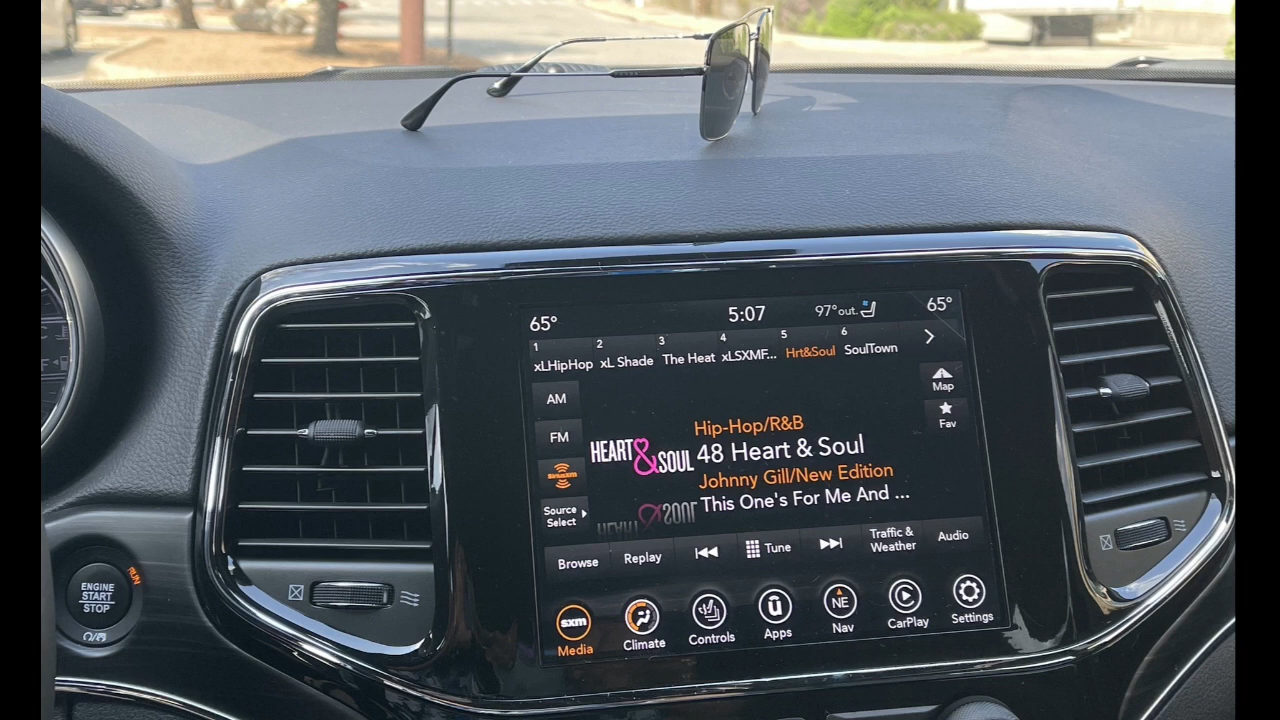 65° 5:07 97°out. 65°
1 2 3 4 5 6
xLHipHop xL Shade The Heat xLSXMF... Hrt&Soul SoulTown
AM
Map
FM
Fav
Hip-Hop/R&B
HEART&SOUL
48 Heart & Soul
siriusxm
Johnny Gill/New Edition
Source
Select
This One's For Me And ...
Browse Replay Tune Traffic &
Weather Audio
sxm NE
Media Climate Controls Apps Nav CarPlay Settings
ENGINE
START
STOP
RUN